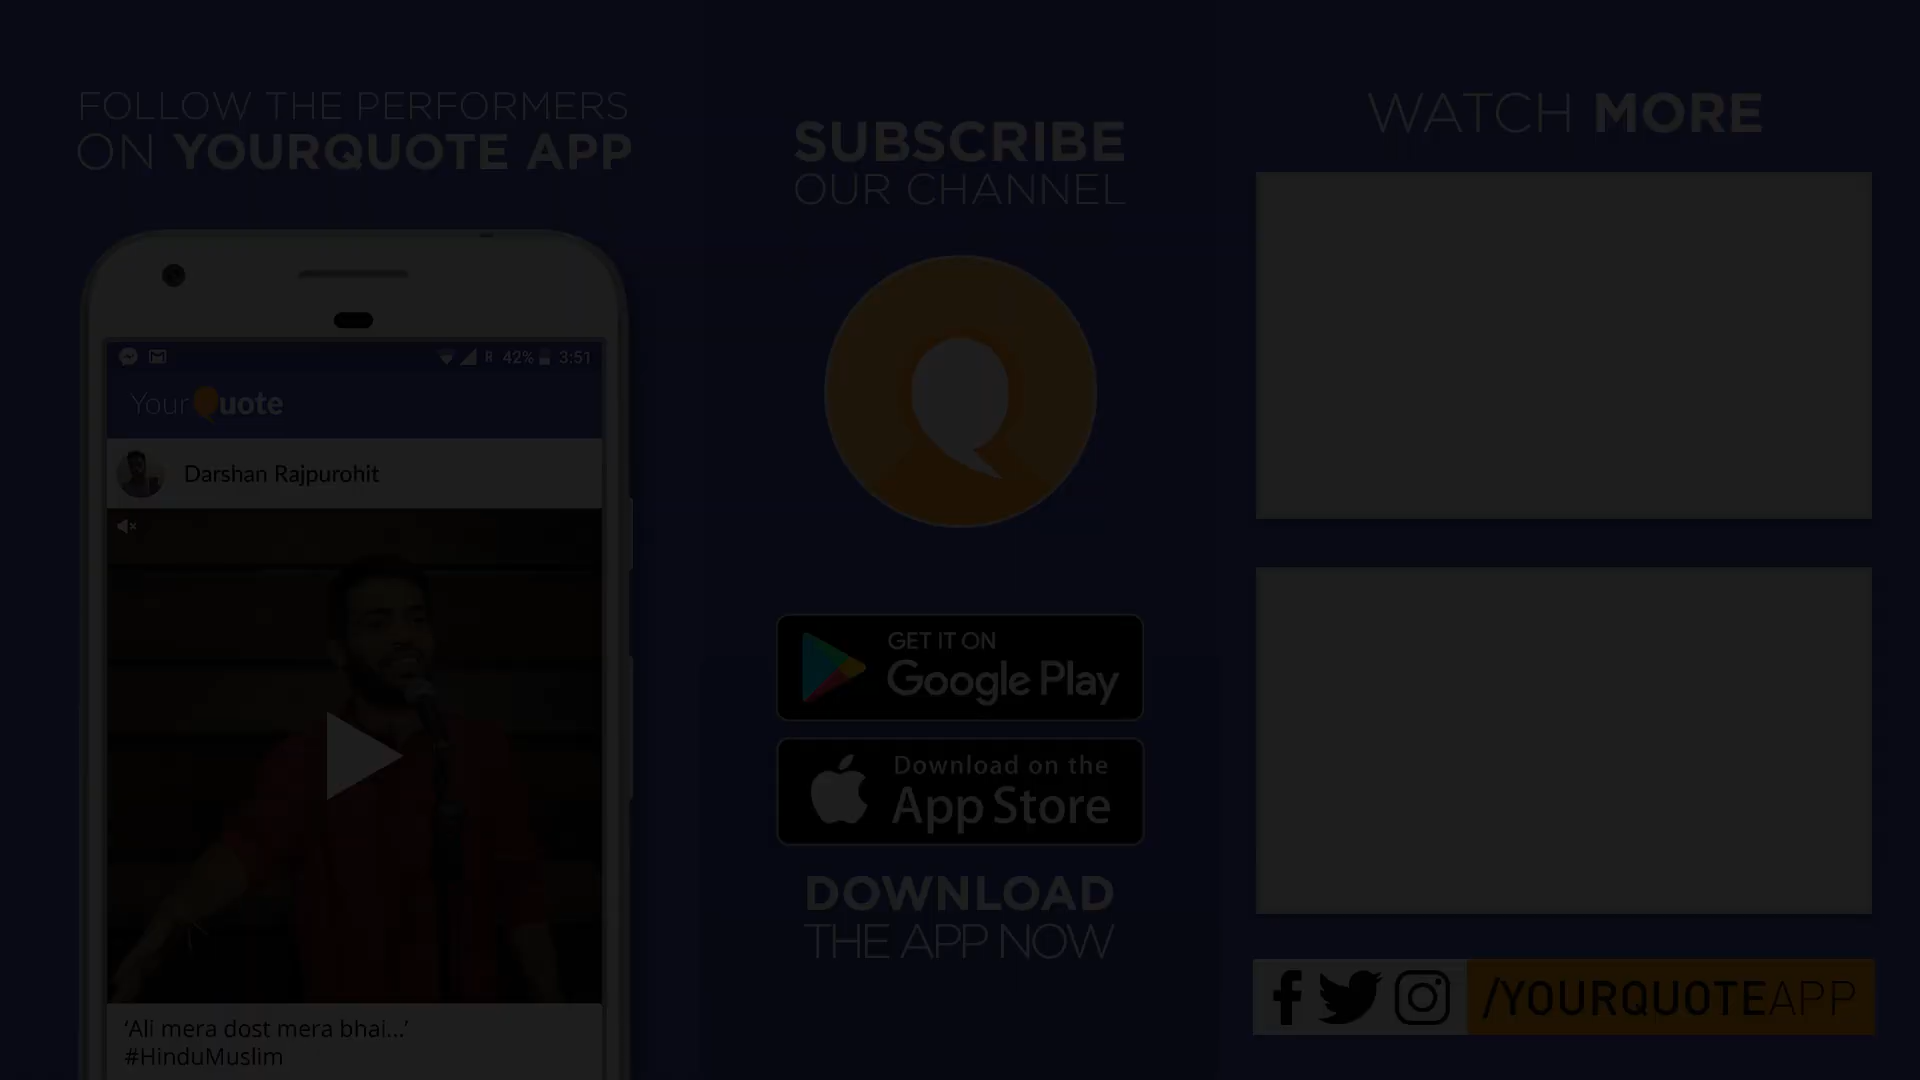 FOLLOW THE PERFORMERS
ON YOURQUOTE APP
R 42% 3:51
YourQuote
Darshan Rajpurohit
‘Ali mera dost mera bhai...’
#HinduMuslim
SUBSCRIBE
OUR CHANNEL
GET IT ON
Google Play
Download on the
App Store
DOWNLOAD
THE APP NOW
WATCH MORE
/YOURQUOTEAPP